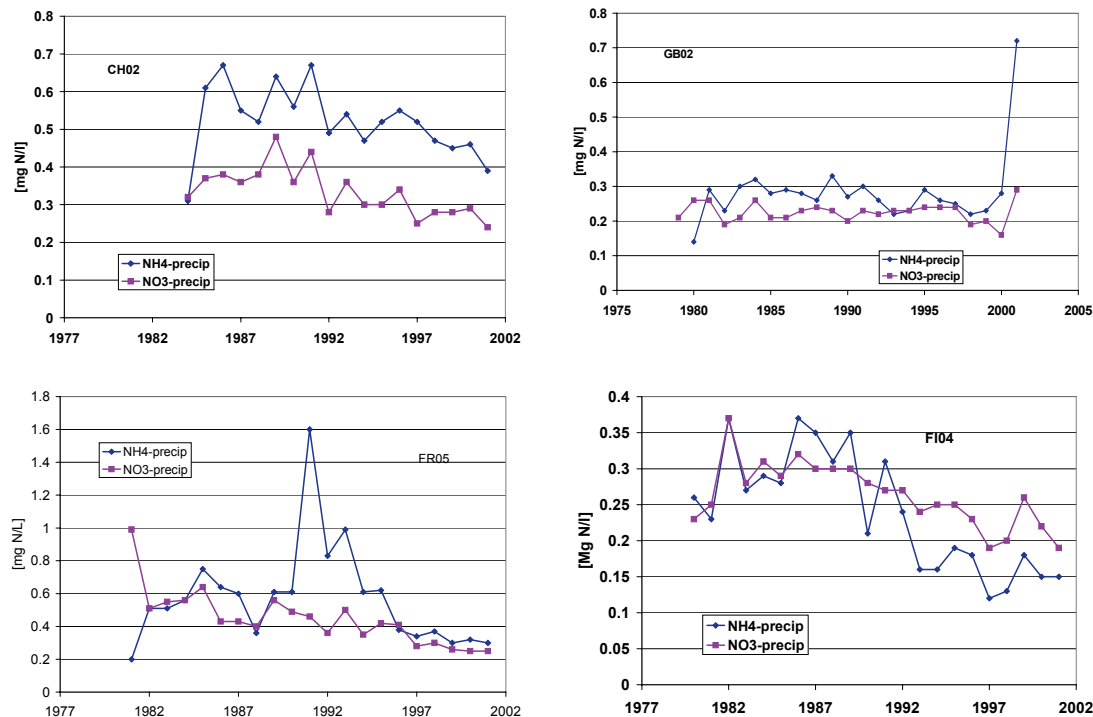 CH02
[mg N/l]
0.8
0.7
0.6
0.5
0.4
0.3
0.2
0.1
0
NH4-precip
NO3-precip
1977 1982 1987 1992 1997 2002
GB02
[mg N/l]
0.8
0.7
0.6
0.5
0.4
0.3
0.2
0.1
0
NH4-precip
NO3-precip
1975 1980 1985 1990 1995 2000 2005
FR05
[mg N/L]
1.8
1.6
1.4
1.2
1
0.8
0.6
0.4
0.2
0
NH4-precip
NO3-precip
1977 1982 1987 1992 1997 2002
FI04
[Mg N/l]
0.4
0.35
0.3
0.25
0.2
0.15
0.1
0.05
0
NH4-precip
NO3-precip
1977 1982 1987 1992 1997 2002